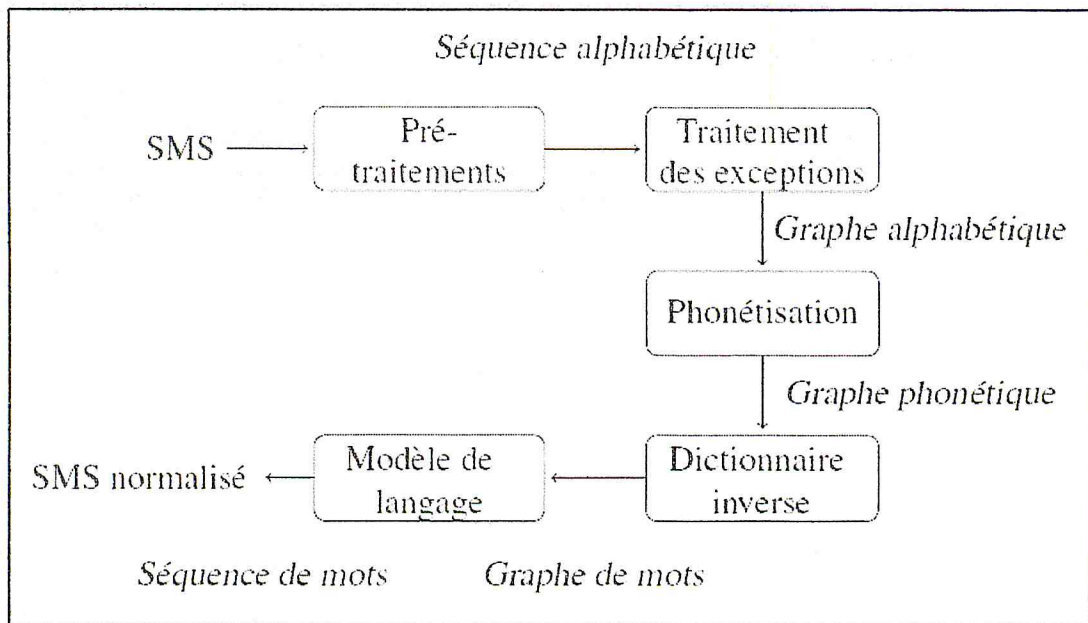 Séquence alphabétique
SMS
Pré-
traitements
Traitement
des exceptions
Graphe alphabétique
Phonétisation
Graphe phonétique
SMS normalisé
Modèle de
langage
Dictionnaire
inverse
Séquence de mots
Graphe de mots